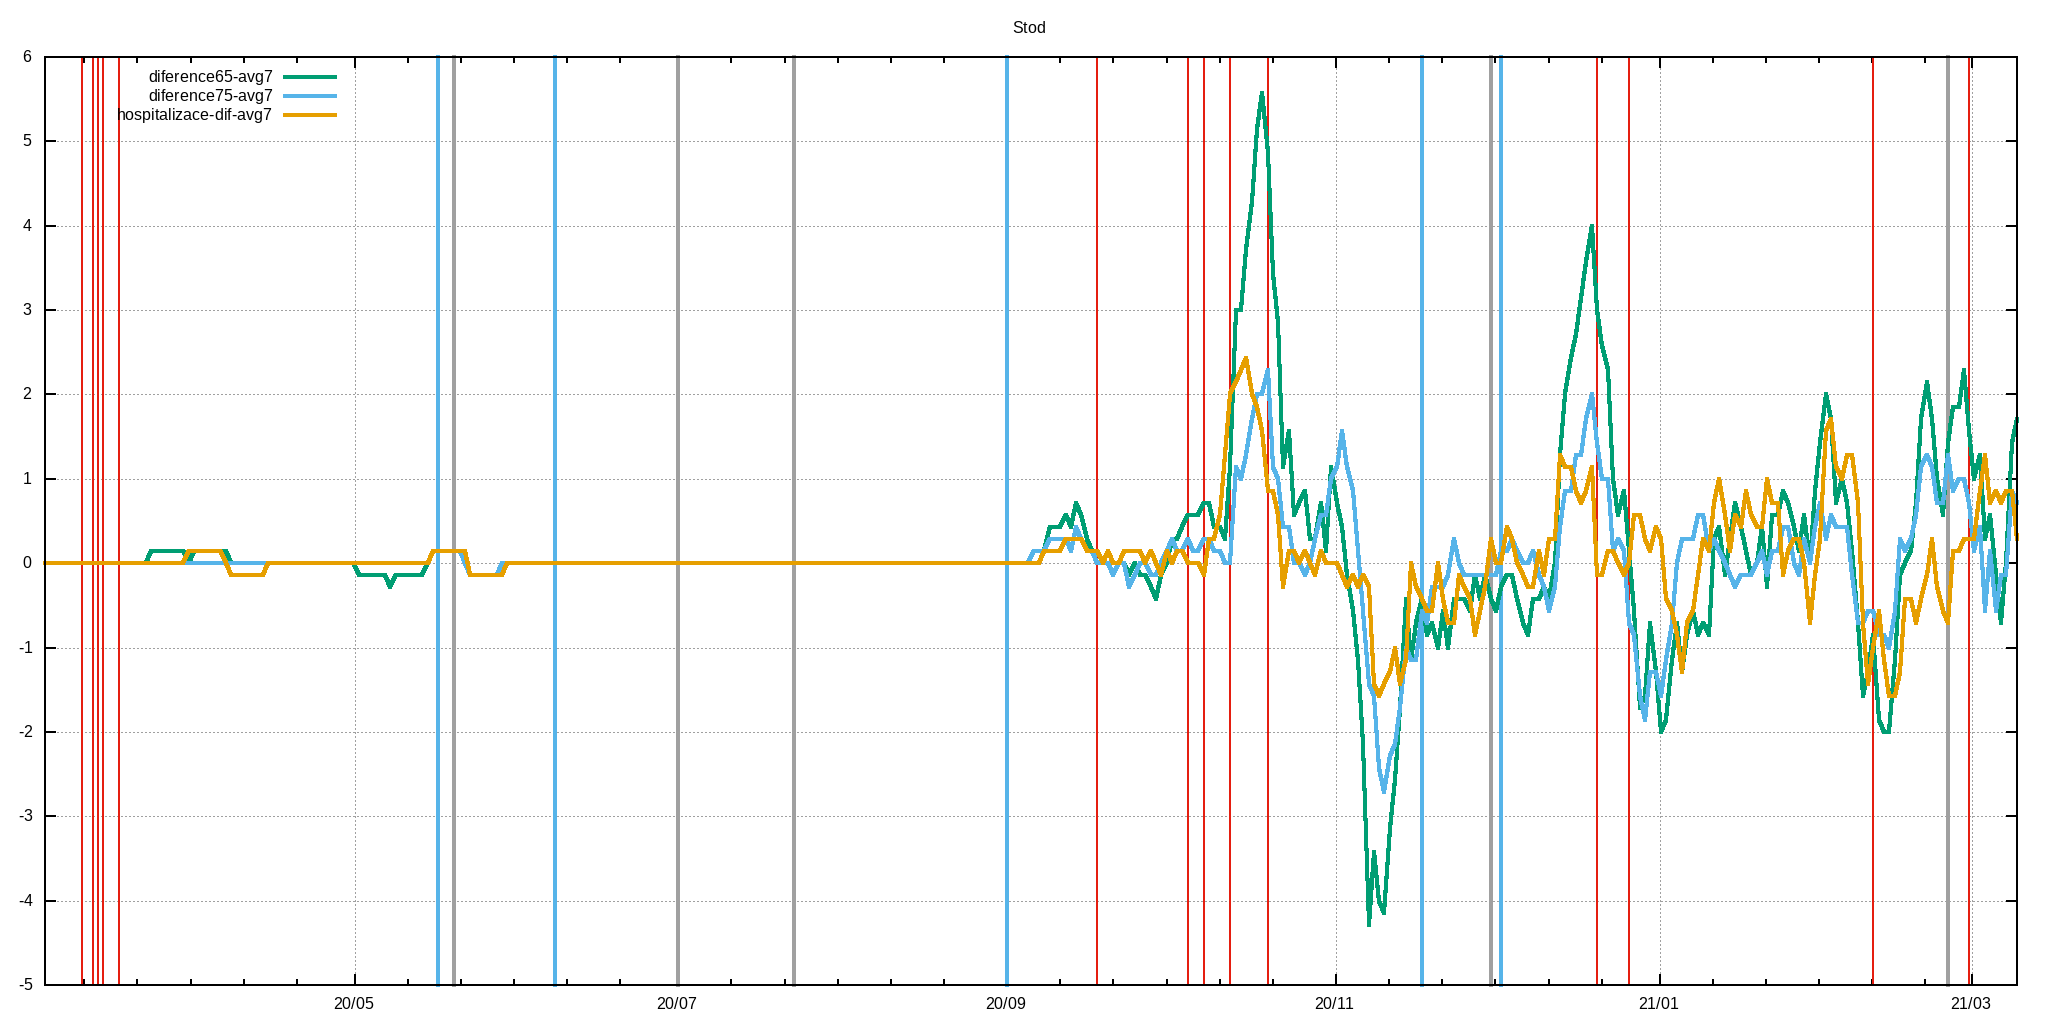 Stod
diference65-avg7
diference75-avg7
hospitalizace-dif-avg7
6
5
4
3
2
1
0
-1
-2
-3
-4
-5
20/05 20/07 20/09 20/11 21/01 21/03